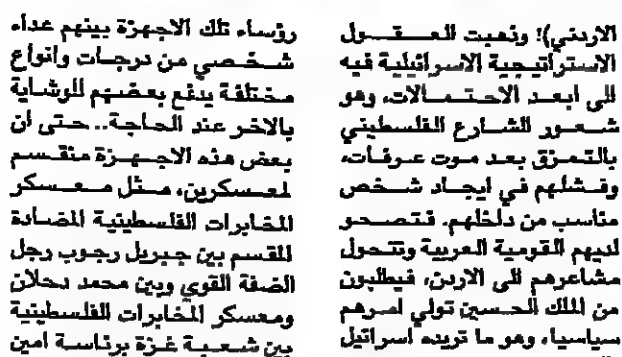 الاردني)! وذهبت العقول
الاستراتيجية الاسرائيلية فيه
الى ابعد الاحتمالات، وهو
شعور الشارع الفلسطيني
بالتمزق بعد موت عرفات،
وفشلهم في ايجاد شخص
مناسب من داخلهم. فتصحو
لديهم القومية العربية وتتحول
مشاعرهم الى الاردن، فيطلبون
من الملك الحسين تولي امرهم
سياسيا، وهو ما تريده اسرائيل
رؤساء تلك الاجهزة بينهم عداء
شخصي من درجات وانواع
مختلفة يدفع بعضهم للوشاية
بالاخر عند الحاجة.. حتى ان
بعض هذه الاجهزة منقسم
لمعسكرين، مثل معسكر
المخابرات الفلسطينية المضادة
المقسم بين جبريل رجوب رجل
الضفة القوي وبين محمد دحلان
ومعسكر المخابرات الفلسطينية
بين شعبية غزة برئاسة امين